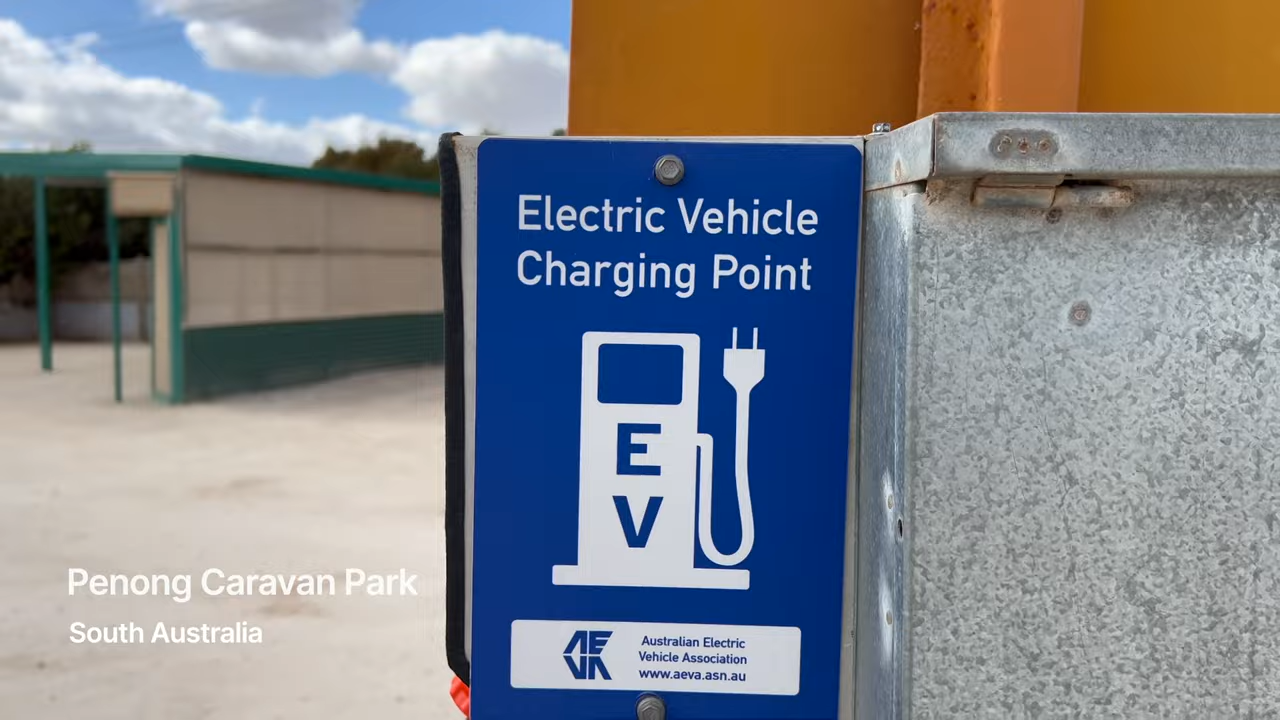 Electric Vehicle
Charging Point
E
V
AEVA
Australian Electric
Vehicle Association
www.aeva.asn.au
Penong Caravan Park
South Australia